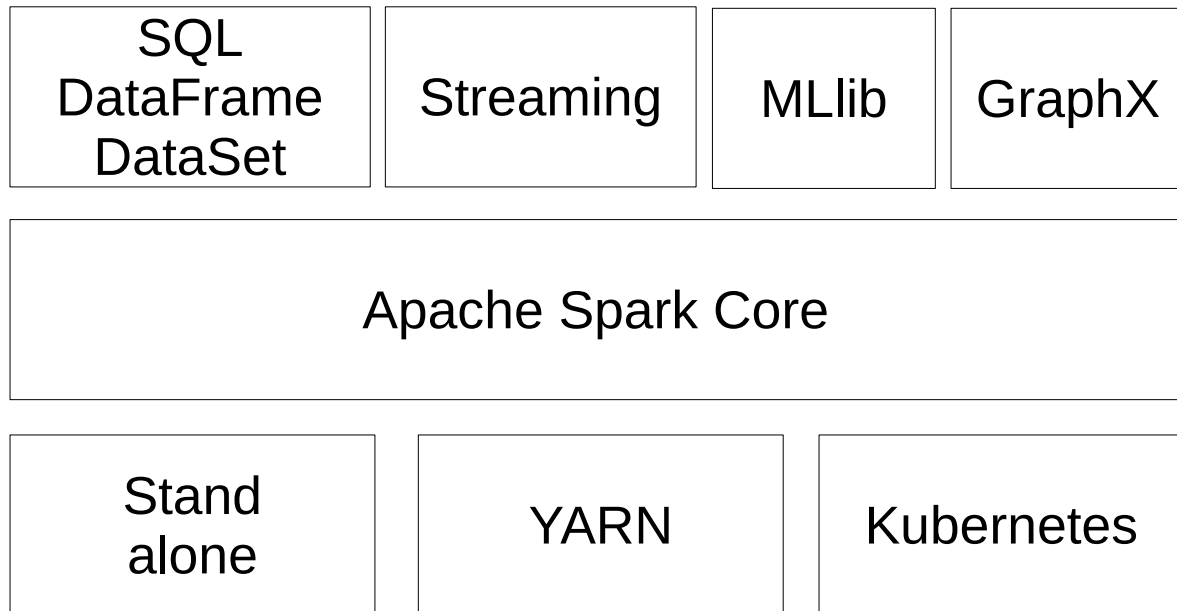 SQL
DataFrame
DataSet
Streaming
MLlib
GraphX
Apache Spark Core
Stand
alone
YARN
Kubernetes